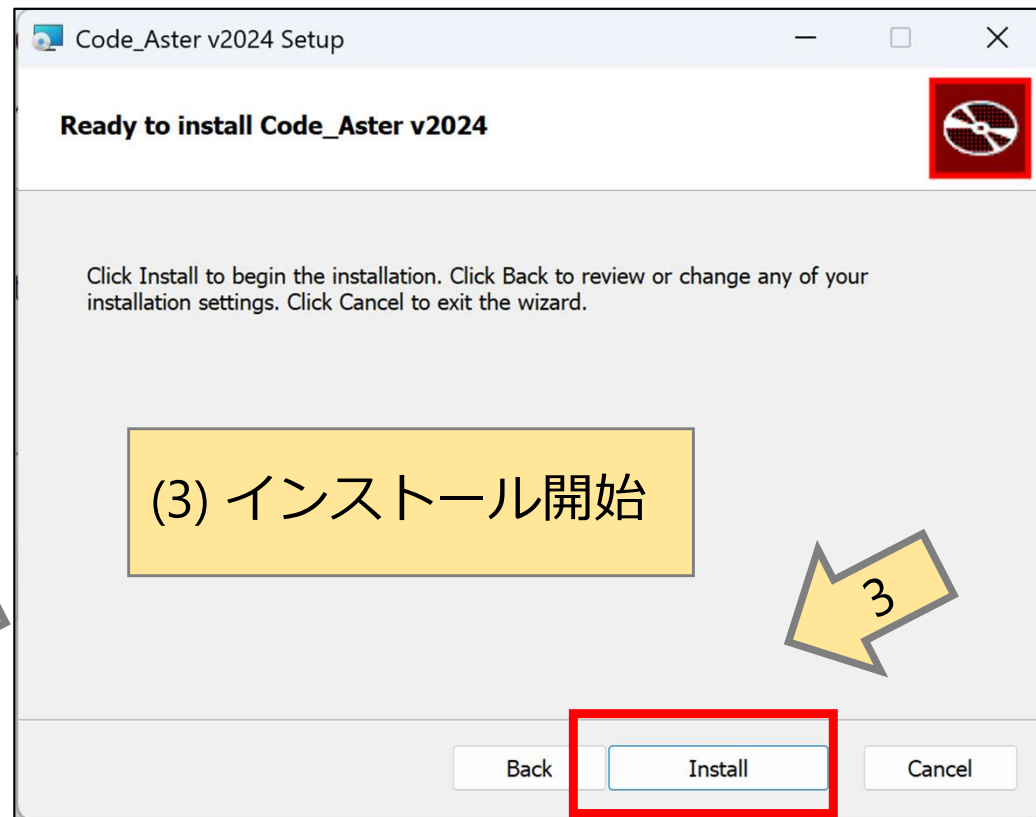 Code_Aster v2024 Setup
Ready to install Code_Aster v2024
Click Install to begin the installation. Click Back to review or change any of your
installation settings. Click Cancel to exit the wizard.
(3) インストール開始
3
Back
Install
Cancel